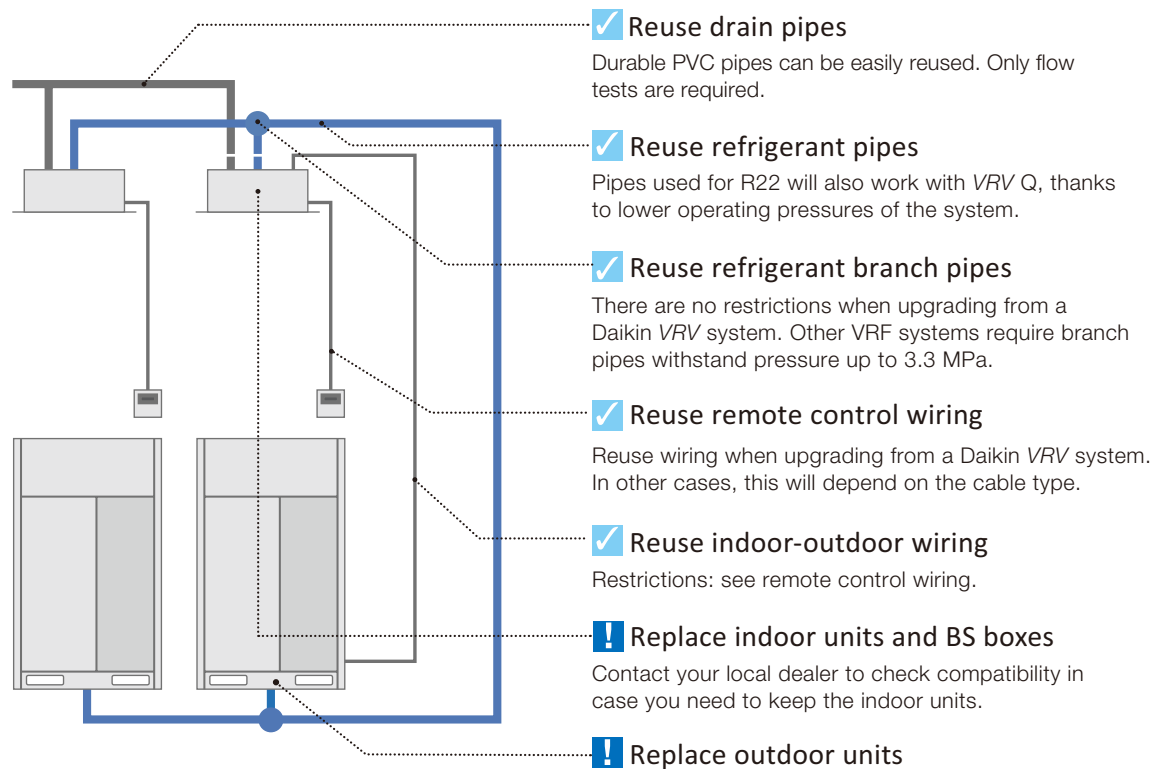 Reuse drain pipes
Durable PVC pipes can be easily reused. Only flow
tests are required.
Reuse refrigerant pipes
Pipes used for R22 will also work with VRV Q, thanks
to lower operating pressures of the system.
Reuse refrigerant branch pipes
There are no restrictions when upgrading from a
Daikin VRV system. Other VRF systems require branch
pipes withstand pressure up to 3.3 MPa.
Reuse remote control wiring
Reuse wiring when upgrading from a Daikin VRV system.
In other cases, this will depend on the cable type.
Reuse indoor-outdoor wiring
Restrictions: see remote control wiring.
! Replace indoor units and BS boxes
Contact your local dealer to check compatibility in
case you need to keep the indoor units.
! Replace outdoor units